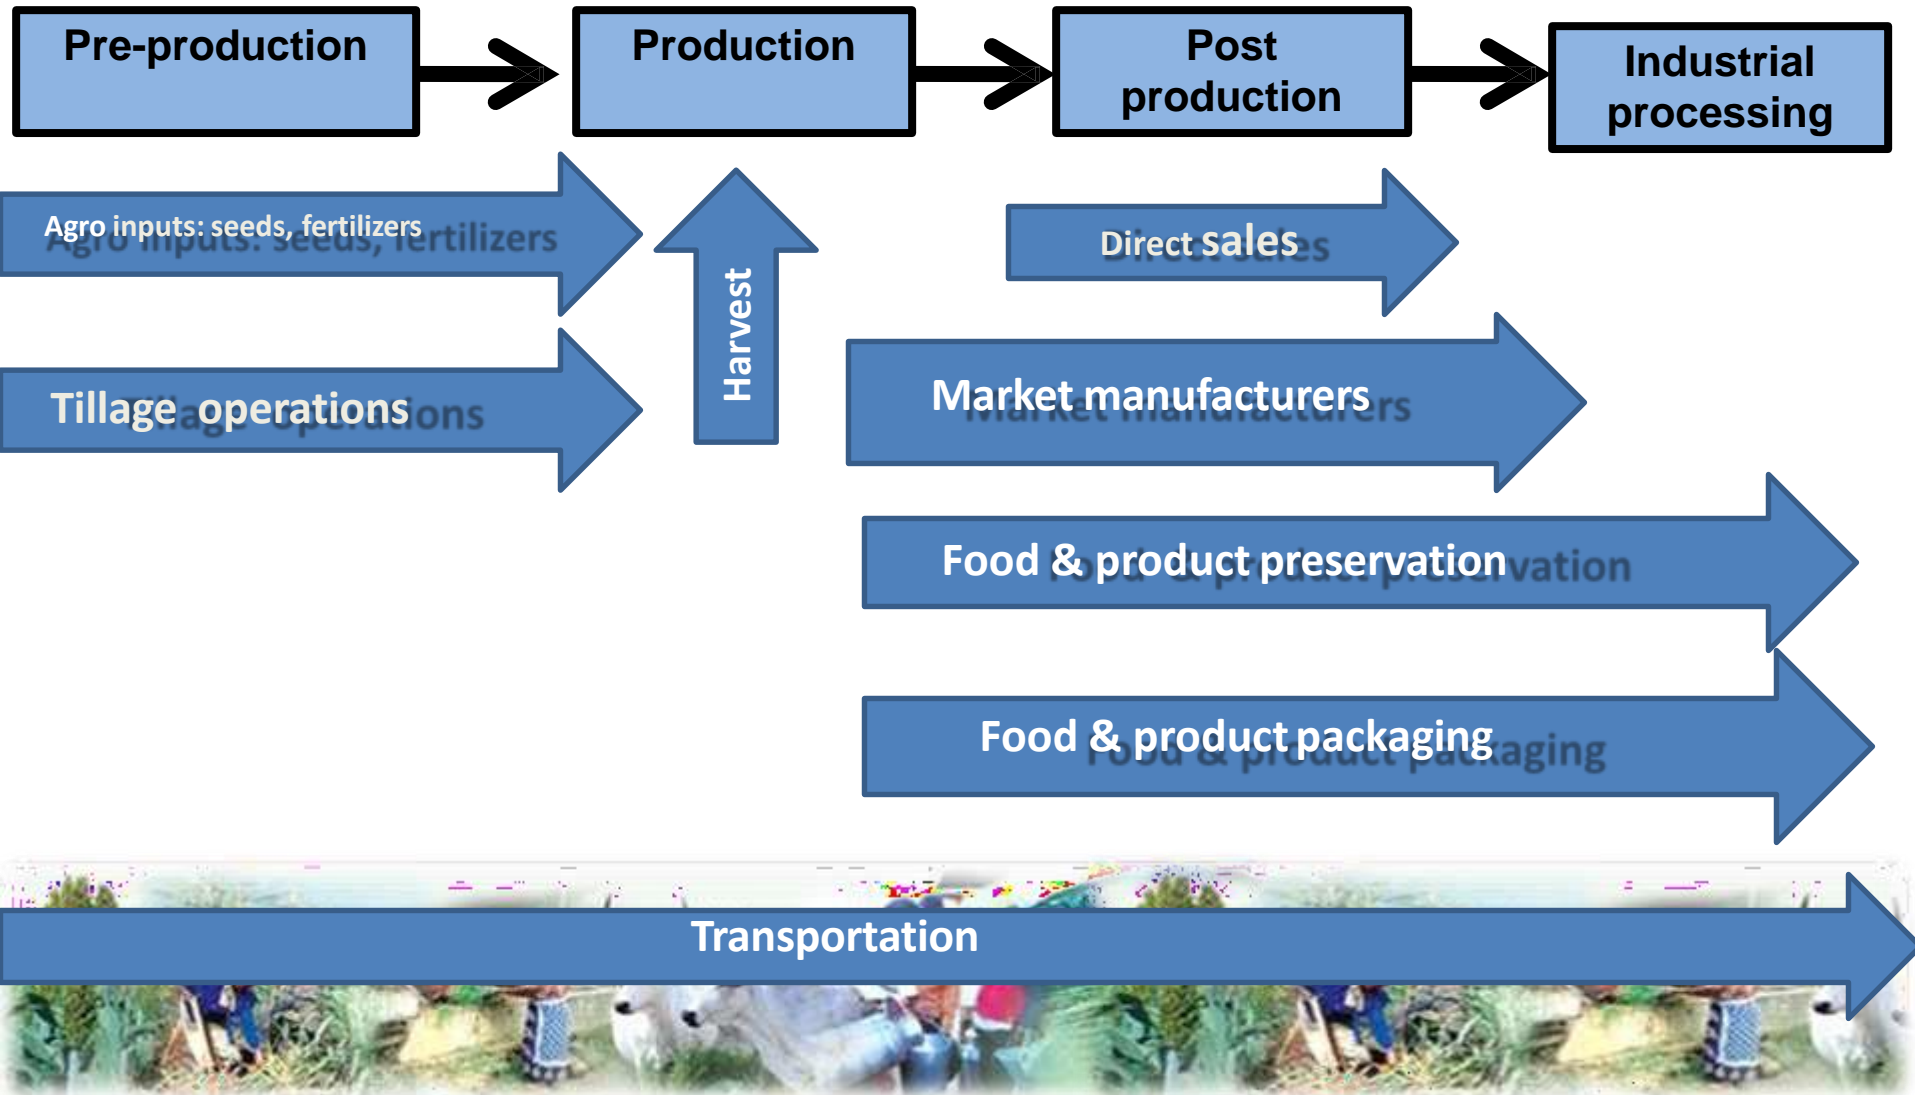 Pre-production
Production
Post
production
Industrial
processing
Agro inputs: seeds, fertilizers
Direct sales
Harvest
Tillage operations
Market manufacturers
Food & product preservation
Food & product packaging
Transportation